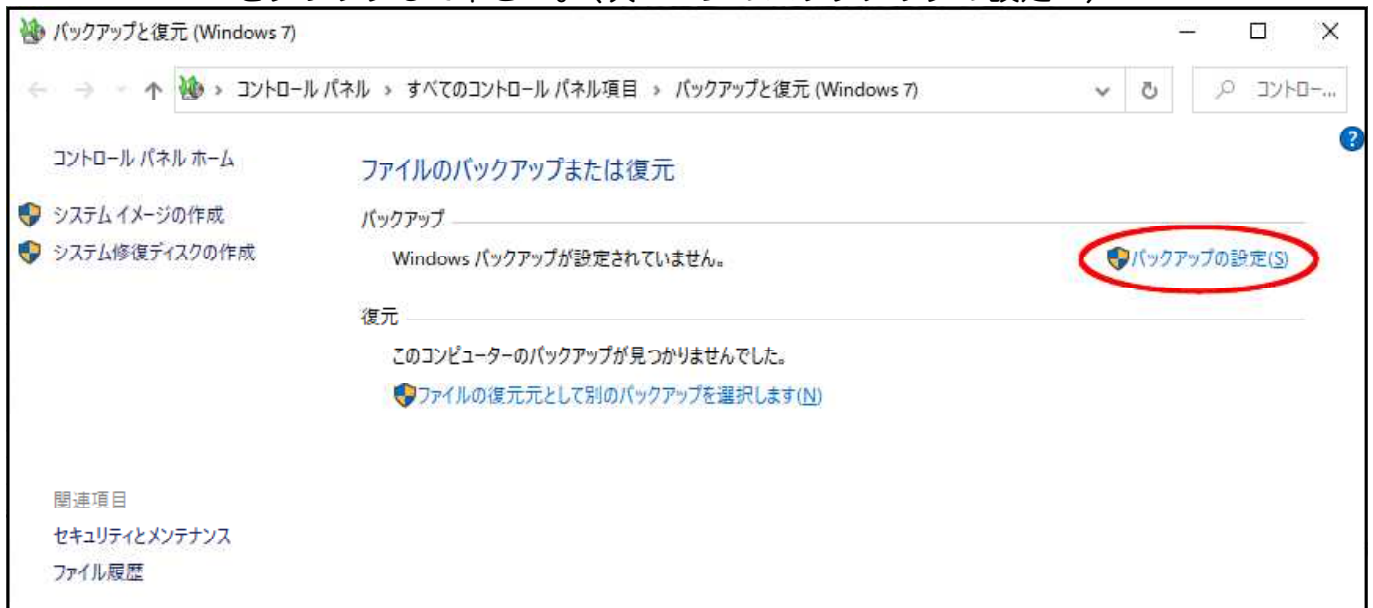 バックアップと復元 (Windows 7)
コントロール パネル › すべてのコントロール パネル項目 › バックアップと復元 (Windows 7)
コントロー...
コントロール パネル ホーム
システム イメージの作成
システム修復ディスクの作成
ファイルのバックアップまたは復元
バックアップ
Windows バックアップが設定されていません。
バックアップの設定(S)
復元
このコンピューターのバックアップが見つかりませんでした。
ファイルの復元元として別のバックアップを選択します(N)
関連項目
セキュリティとメンテナンス
ファイル履歴